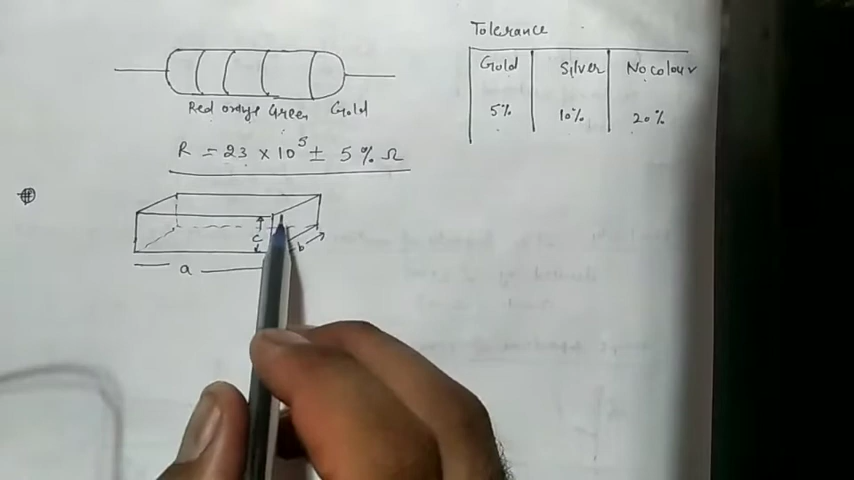 Tolerance
Gold Silver No colour
5% 10% 20%
Red orange Green Gold
R = 23 × 10⁵ ± 5% Ω
c
b
a